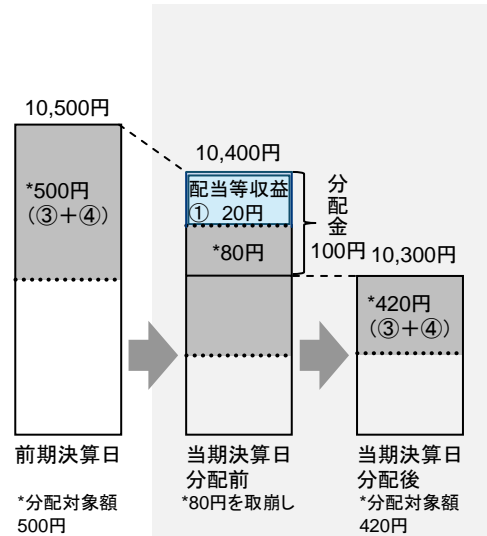 10,500円
*500円
(③+④)
前期決算日
*分配対象額
500円
10,400円
配当等収益
① 20円
*80円
分配金
100円
当期決算日
分配前
*80円を取崩し
10,300円
*420円
(③+④)
当期決算日
分配後
*分配対象額
420円